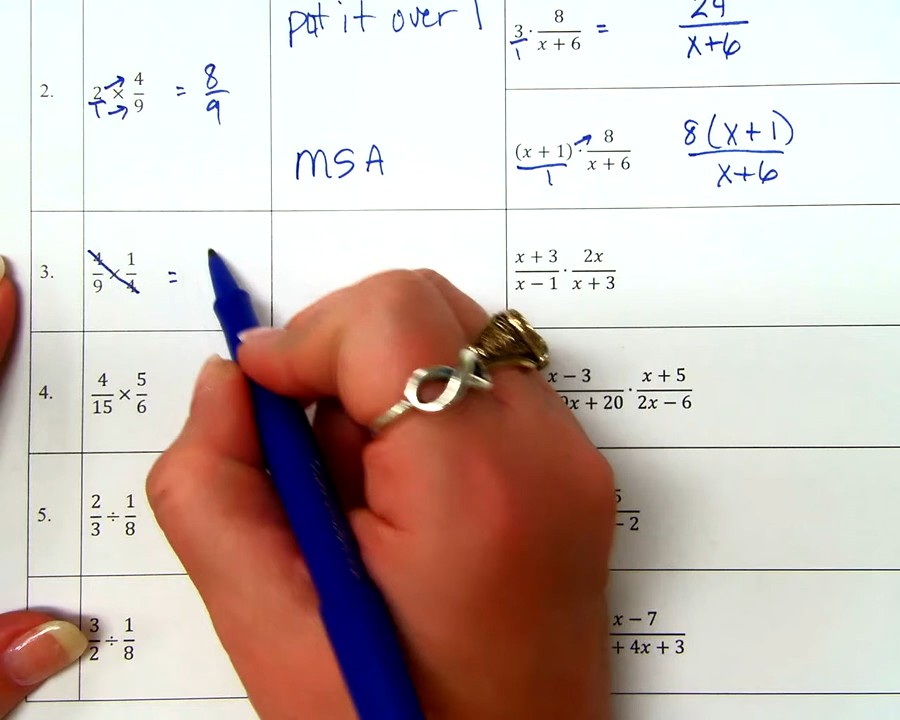 put it over 1
3/1 · 8/(x + 6) = 24/(x+6)
2. 2/1 × 4/9 = 8/9
MSA
(x + 1)/1 · 8/(x + 6) 8(x+1)/(x+6)
3. 4/9 × 1/4 =
(x + 3)/(x − 1) · 2x/(x + 3)
4. 4/15 × 5/6
x − 3
x + 20 · (x + 5)/(2x − 6)
5. 2/3 ÷ 1/8
− 2
3/2 ÷ 1/8
x − 7
+ 4x + 3